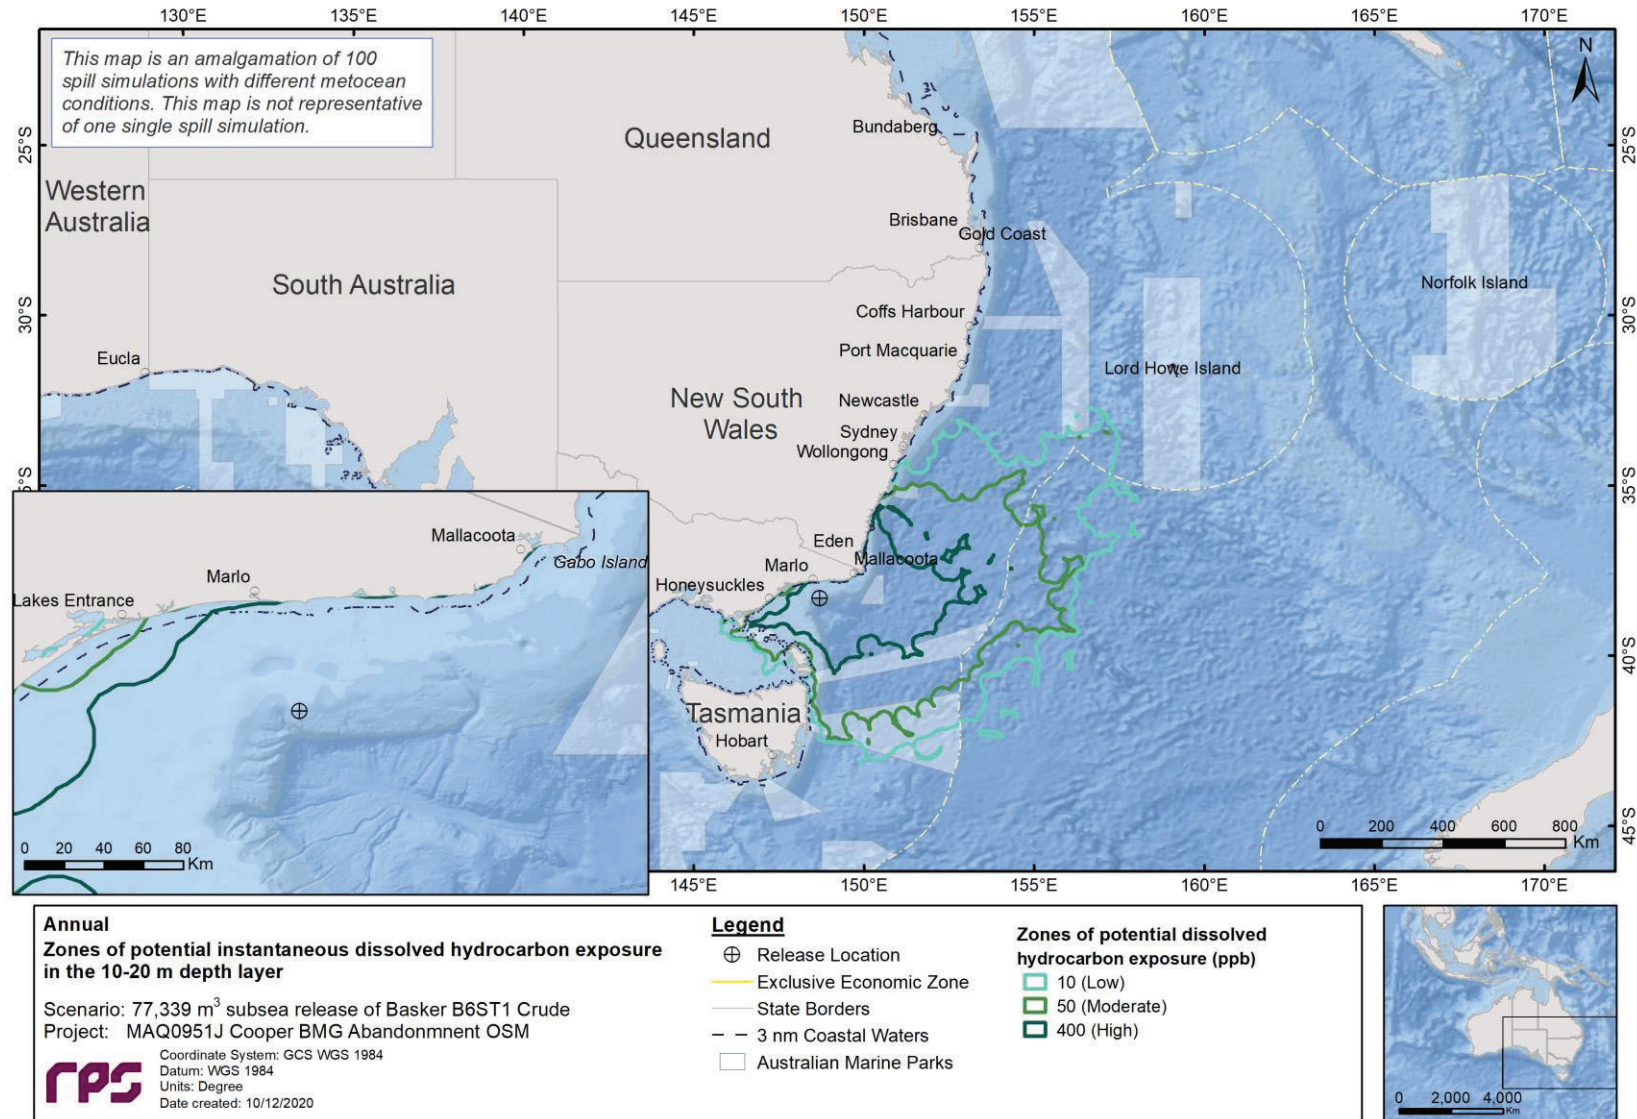 130°E 135°E 140°E 145°E 150°E 155°E 160°E 165°E 170°E
This map is an amalgamation of 100
spill simulations with different metocean
conditions. This map is not representative
of one single spill simulation.
N
25°S
30°S
35°S
25°S
30°S
35°S
40°S
45°S
Queensland
Bundaberg
Western
Australia
Brisbane
Gold Coast
South Australia
Norfolk Island
Coffs Harbour
Port Macquarie
Eucla
Lord Howe Island
New South
Wales
Newcastle
Sydney
Wollongong
Eden
Mallacoota
Marlo
Honeysuckles
Tasmania
Hobart
Mallacoota
Gabo Island
Marlo
Lakes Entrance
0 20 40 60 80
Km
0 200 400 600 800
Km
145°E 150°E 155°E 160°E 165°E 170°E
Annual
Zones of potential instantaneous dissolved hydrocarbon exposure
in the 10-20 m depth layer
Scenario: 77,339 m³ subsea release of Basker B6ST1 Crude
Project: MAQ0951J Cooper BMG Abandonmnent OSM
rps
Coordinate System: GCS WGS 1984
Datum: WGS 1984
Units: Degree
Date created: 10/12/2020
Legend
Release Location
Exclusive Economic Zone
State Borders
3 nm Coastal Waters
Australian Marine Parks
Zones of potential dissolved
hydrocarbon exposure (ppb)
10 (Low)
50 (Moderate)
400 (High)
0 2,000 4,000
Km